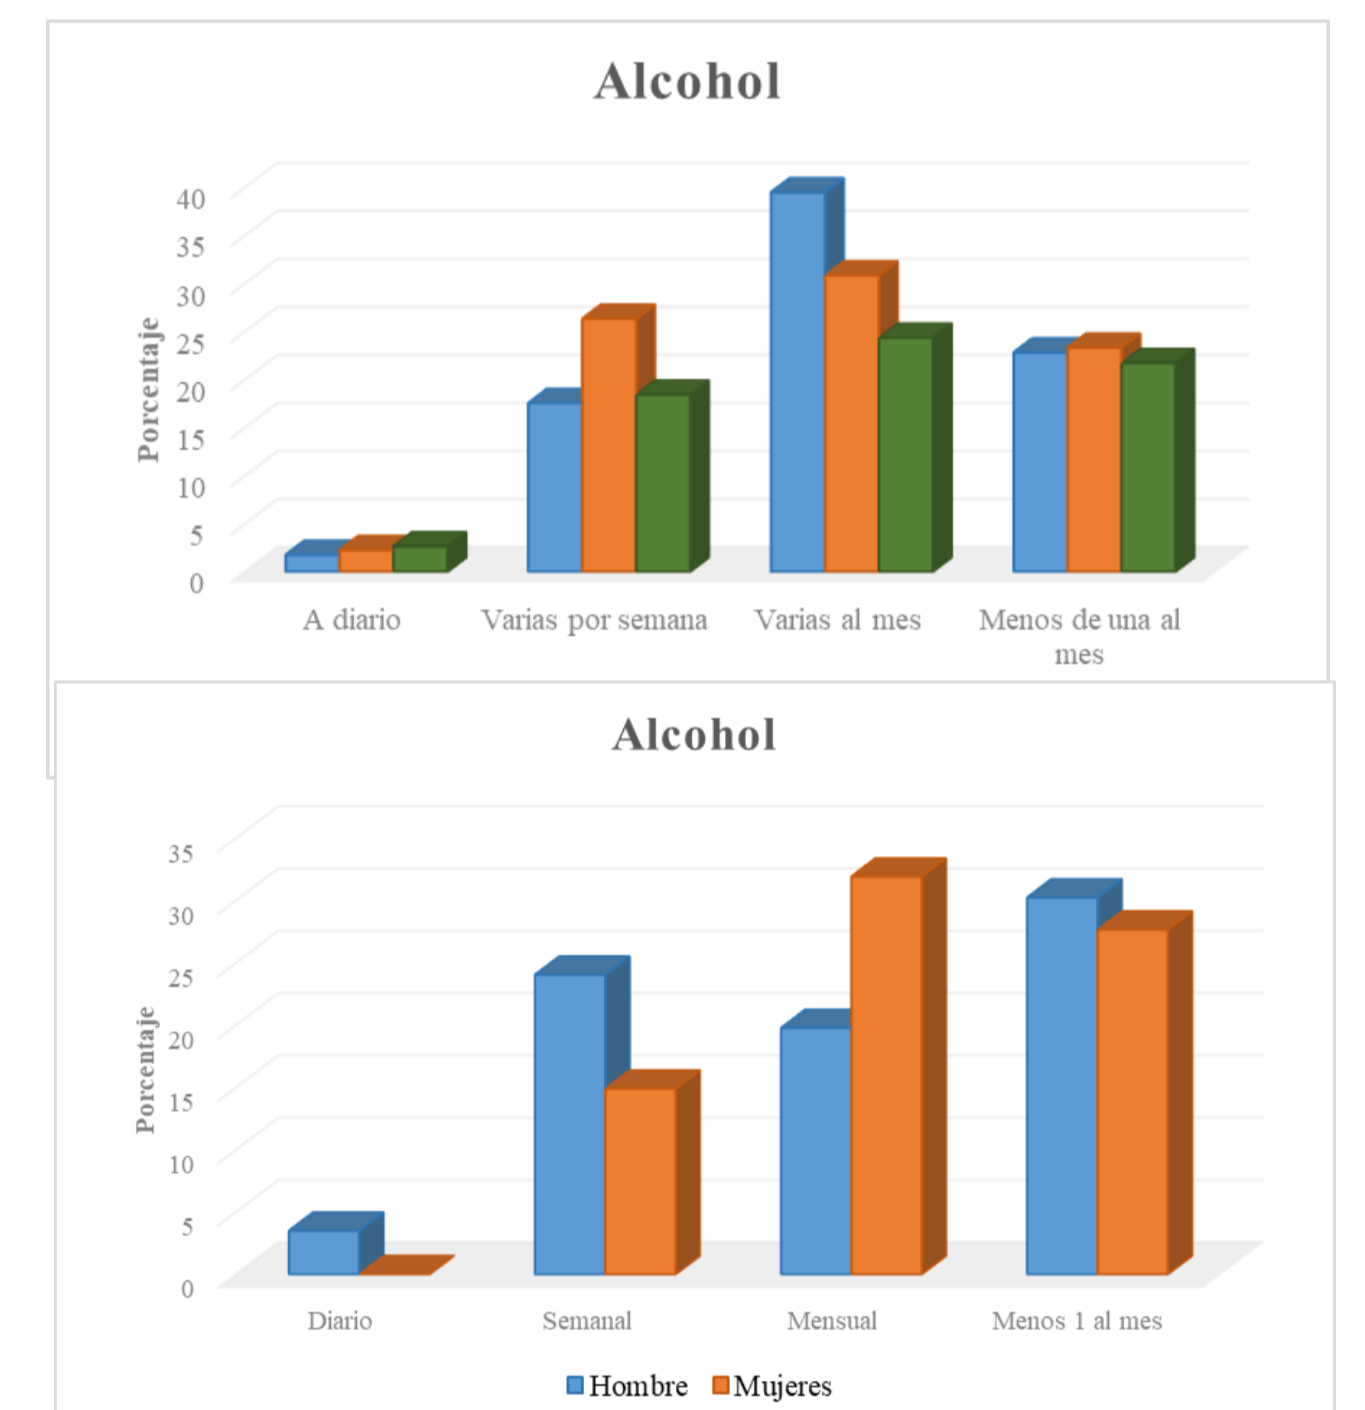 Alcohol
Porcentaje
40
35
30
25
20
15
10
5
0
A diario
Varias por semana
Varias al mes
Menos de una al
mes
Alcohol
Porcentaje
35
30
25
20
15
10
5
0
Diario
Semanal
Mensual
Menos 1 al mes
Hombre
Mujeres